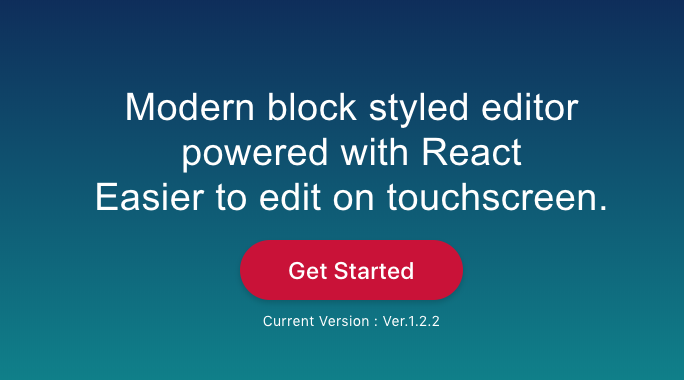 Modern block styled editor
powered with React
Easier to edit on touchscreen.
Get Started
Current Version : Ver.1.2.2